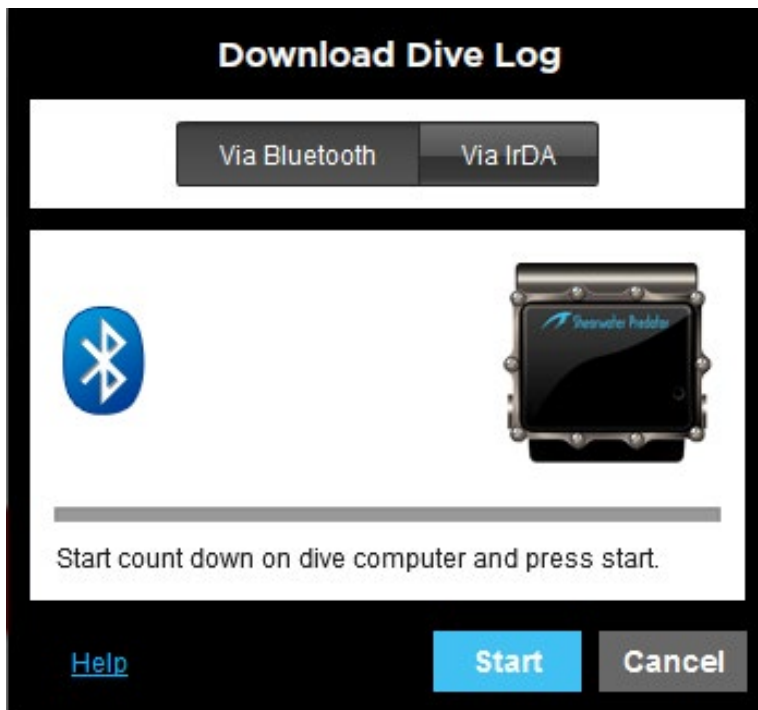 Download Dive Log
Via Bluetooth Via IrDA
Shearwater Predator
Start count down on dive computer and press start.
Help Start Cancel